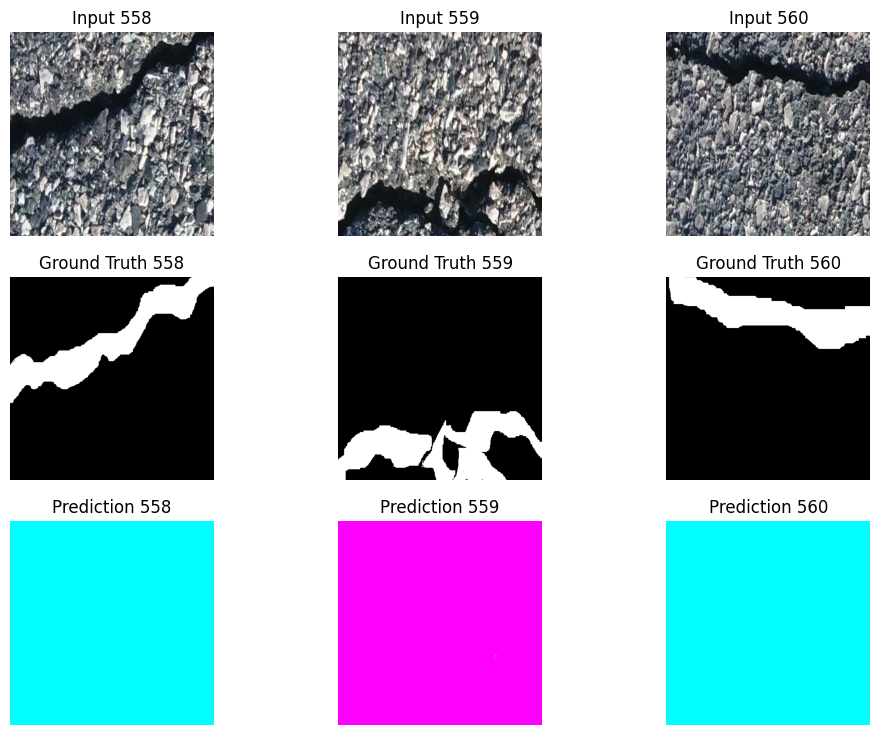 Input 558
Input 559
Input 560
Ground Truth 558
Ground Truth 559
Ground Truth 560
Prediction 558
Prediction 559
Prediction 560